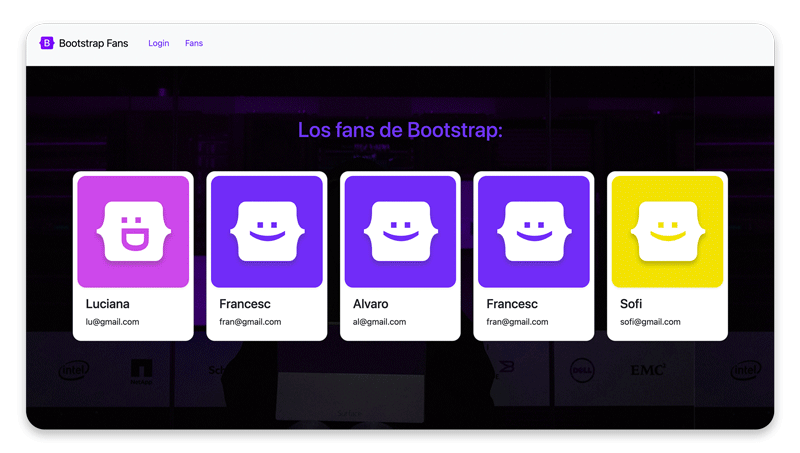 B Bootstrap Fans Login Fans
Los fans de Bootstrap:
Luciana Francesc Alvaro Francesc Sofi
lu@gmail.com fran@gmail.com al@gmail.com fran@gmail.com sofi@gmail.com
intel DELL EMC² intel